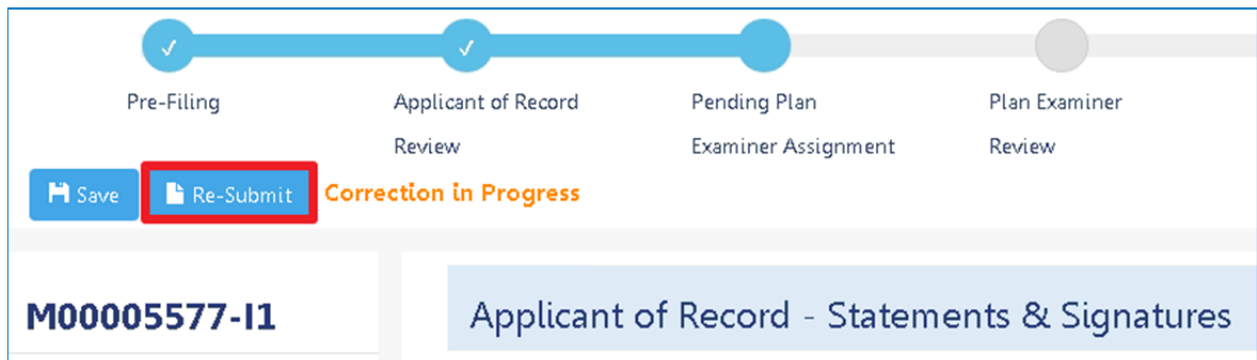 Pre-Filing
Applicant of Record
Review
Pending Plan
Examiner Assignment
Plan Examiner
Review
Save
Re-Submit
Correction in Progress
M00005577-I1
Applicant of Record - Statements & Signatures